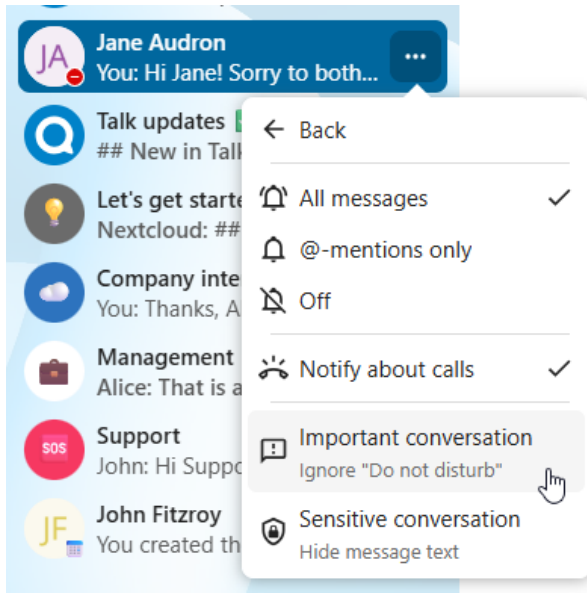 JA
Jane Audron
You: Hi Jane! Sorry to both...
Talk updates
## New in Talk
Let's get starte
Nextcloud: ##
Company inte
You: Thanks, A
Management
Alice: That is a
SOS
Support
John: Hi Suppo
JF
John Fitzroy
You created th
Back
All messages
@-mentions only
Off
Notify about calls
Important conversation
Ignore "Do not disturb"
Sensitive conversation
Hide message text